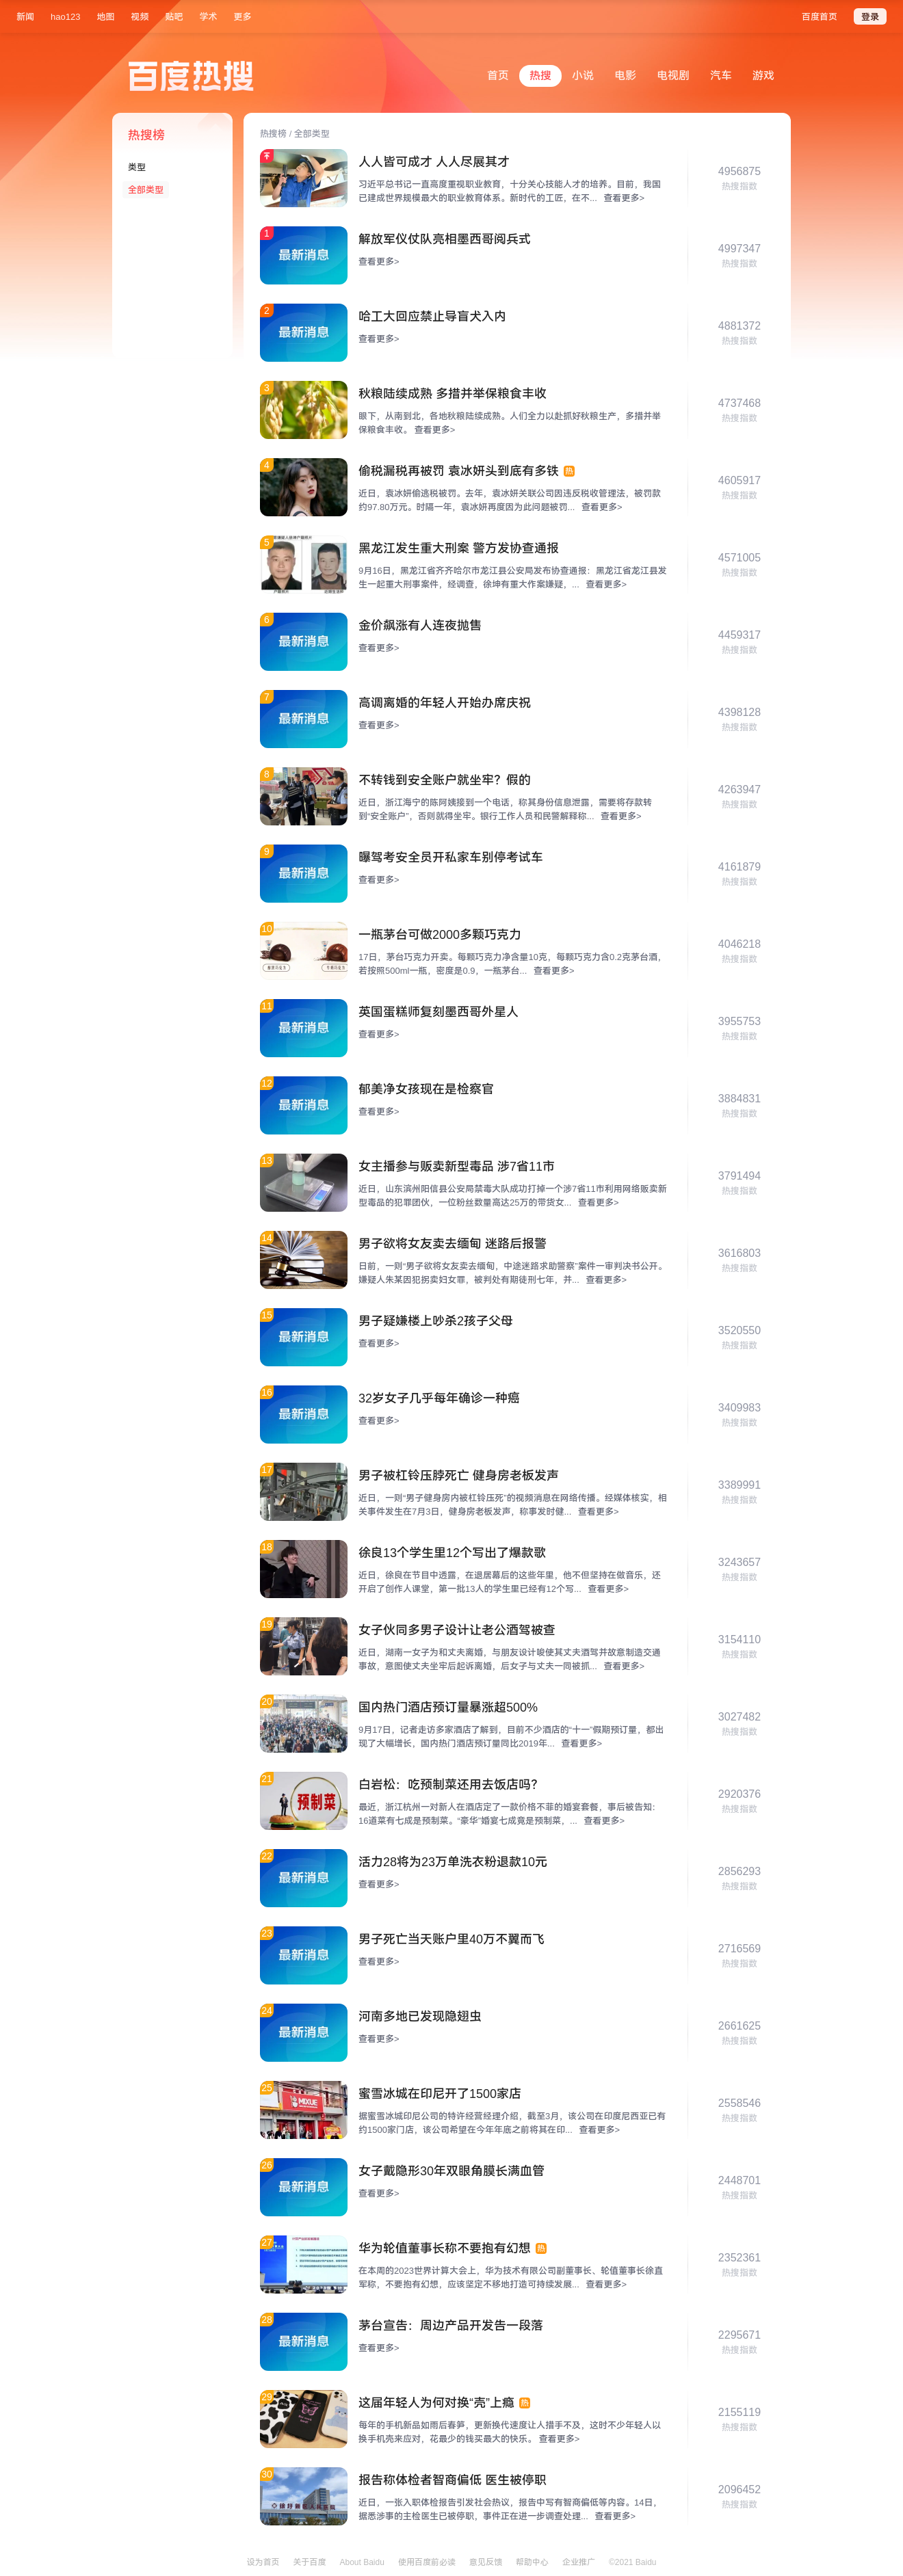 新闻 hao123 地图 视频 贴吧 学术 更多 百度首页 登录
百度热搜
首页 热搜 小说 电影 电视剧 汽车 游戏
热搜榜
类型
全部类型
热搜榜 / 全部类型
人人皆可成才 人人尽展其才
习近平总书记一直高度重视职业教育，十分关心技能人才的培养。目前，我国
已建成世界规模最大的职业教育体系。新时代的工匠，在不... 查看更多>
4956875
热搜指数
1
最新消息
解放军仪仗队亮相墨西哥阅兵式
查看更多>
4997347
热搜指数
2
最新消息
哈工大回应禁止导盲犬入内
查看更多>
4881372
热搜指数
3
秋粮陆续成熟 多措并举保粮食丰收
眼下，从南到北，各地秋粮陆续成熟。人们全力以赴抓好秋粮生产，多措并举
保粮食丰收。 查看更多>
4737468
热搜指数
4
偷税漏税再被罚 袁冰妍头到底有多铁 热
近日，袁冰妍偷逃税被罚。去年，袁冰妍关联公司因违反税收管理法，被罚款
约97.80万元。时隔一年，袁冰妍再度因为此问题被罚... 查看更多>
4605917
热搜指数
5
黑龙江发生重大刑案 警方发协查通报
9月16日，黑龙江省齐齐哈尔市龙江县公安局发布协查通报：黑龙江省龙江县发
生一起重大刑事案件，经调查，徐坤有重大作案嫌疑，... 查看更多>
4571005
热搜指数
6
最新消息
金价飙涨有人连夜抛售
查看更多>
4459317
热搜指数
7
最新消息
高调离婚的年轻人开始办席庆祝
查看更多>
4398128
热搜指数
8
不转钱到安全账户就坐牢？假的
近日，浙江海宁的陈阿姨接到一个电话，称其身份信息泄露，需要将存款转
到“安全账户”，否则就得坐牢。银行工作人员和民警解释称... 查看更多>
4263947
热搜指数
9
最新消息
曝驾考安全员开私家车别停考试车
查看更多>
4161879
热搜指数
10
一瓶茅台可做2000多颗巧克力
17日，茅台巧克力开卖。每颗巧克力净含量10克，每颗巧克力含0.2克茅台酒，
若按照500ml一瓶，密度是0.9，一瓶茅台... 查看更多>
4046218
热搜指数
11
最新消息
英国蛋糕师复刻墨西哥外星人
查看更多>
3955753
热搜指数
12
最新消息
郁美净女孩现在是检察官
查看更多>
3884831
热搜指数
13
女主播参与贩卖新型毒品 涉7省11市
近日，山东滨州阳信县公安局禁毒大队成功打掉一个涉7省11市利用网络贩卖新
型毒品的犯罪团伙，一位粉丝数量高达25万的带货女... 查看更多>
3791494
热搜指数
14
男子欲将女友卖去缅甸 迷路后报警
日前，一则“男子欲将女友卖去缅甸，中途迷路求助警察”案件一审判决书公开。
嫌疑人朱某因犯拐卖妇女罪，被判处有期徒刑七年，并... 查看更多>
3616803
热搜指数
15
最新消息
男子疑嫌楼上吵杀2孩子父母
查看更多>
3520550
热搜指数
16
最新消息
32岁女子几乎每年确诊一种癌
查看更多>
3409983
热搜指数
17
男子被杠铃压脖死亡 健身房老板发声
近日，一则“男子健身房内被杠铃压死”的视频消息在网络传播。经媒体核实，相
关事件发生在7月3日，健身房老板发声，称事发时健... 查看更多>
3389991
热搜指数
18
徐良13个学生里12个写出了爆款歌
近日，徐良在节目中透露，在退居幕后的这些年里，他不但坚持在做音乐，还
开启了创作人课堂，第一批13人的学生里已经有12个写... 查看更多>
3243657
热搜指数
19
女子伙同多男子设计让老公酒驾被查
近日，湖南一女子为和丈夫离婚，与朋友设计唆使其丈夫酒驾并故意制造交通
事故，意图使丈夫坐牢后起诉离婚，后女子与丈夫一同被抓... 查看更多>
3154110
热搜指数
20
国内热门酒店预订量暴涨超500%
9月17日，记者走访多家酒店了解到，目前不少酒店的“十一”假期预订量，都出
现了大幅增长，国内热门酒店预订量同比2019年... 查看更多>
3027482
热搜指数
21
预制菜
白岩松：吃预制菜还用去饭店吗？
最近，浙江杭州一对新人在酒店定了一款价格不菲的婚宴套餐，事后被告知：
16道菜有七成是预制菜。“豪华”婚宴七成竟是预制菜，... 查看更多>
2920376
热搜指数
22
最新消息
活力28将为23万单洗衣粉退款10元
查看更多>
2856293
热搜指数
23
最新消息
男子死亡当天账户里40万不翼而飞
查看更多>
2716569
热搜指数
24
最新消息
河南多地已发现隐翅虫
查看更多>
2661625
热搜指数
25
MIXUE
蜜雪冰城在印尼开了1500家店
据蜜雪冰城印尼公司的特许经营经理介绍，截至3月，该公司在印度尼西亚已有
约1500家门店，该公司希望在今年年底之前将其在印... 查看更多>
2558546
热搜指数
26
最新消息
女子戴隐形30年双眼角膜长满血管
查看更多>
2448701
热搜指数
27
华为轮值董事长称不要抱有幻想 热
在本周的2023世界计算大会上，华为技术有限公司副董事长、轮值董事长徐直
军称，不要抱有幻想，应该坚定不移地打造可持续发展... 查看更多>
2352361
热搜指数
28
最新消息
茅台宣告：周边产品开发告一段落
查看更多>
2295671
热搜指数
29
这届年轻人为何对换“壳”上瘾 热
每年的手机新品如雨后春笋，更新换代速度让人措手不及，这时不少年轻人以
换手机壳来应对，花最少的钱买最大的快乐。 查看更多>
2155119
热搜指数
30
报告称体检者智商偏低 医生被停职
近日，一张入职体检报告引发社会热议，报告中写有智商偏低等内容。14日，
据悉涉事的主检医生已被停职，事件正在进一步调查处理... 查看更多>
2096452
热搜指数
设为首页 关于百度 About Baidu 使用百度前必读 意见反馈 帮助中心 企业推广 ©2021 Baidu